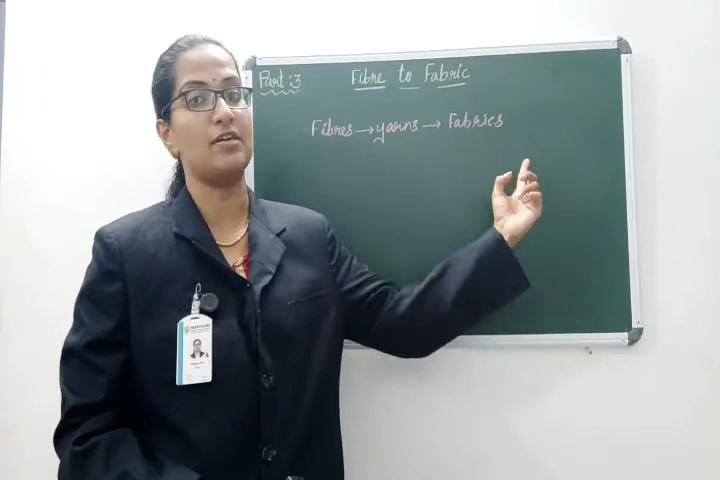 Part :3
Fibre to Fabric
Fibres → yarns → Fabrics